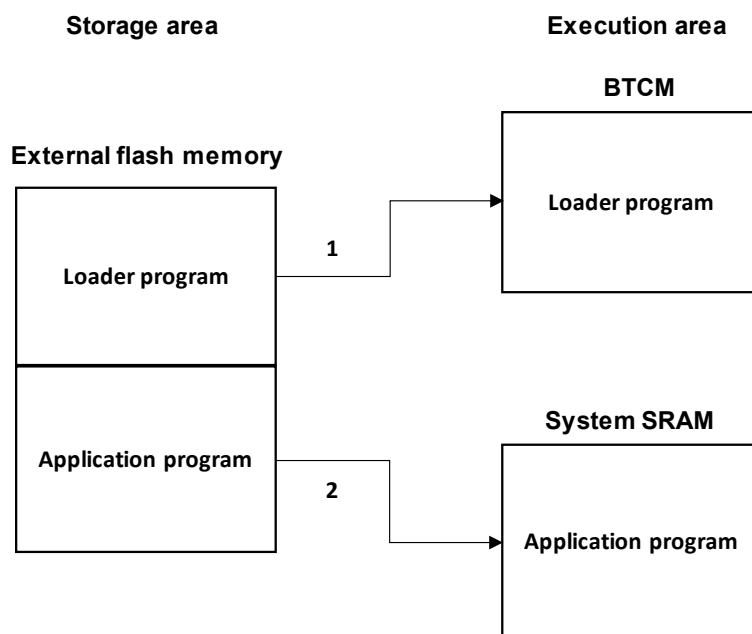 Storage area
Execution area
BTCM
External flash memory
Loader program
Loader program
1
System SRAM
Application program
2
Application program